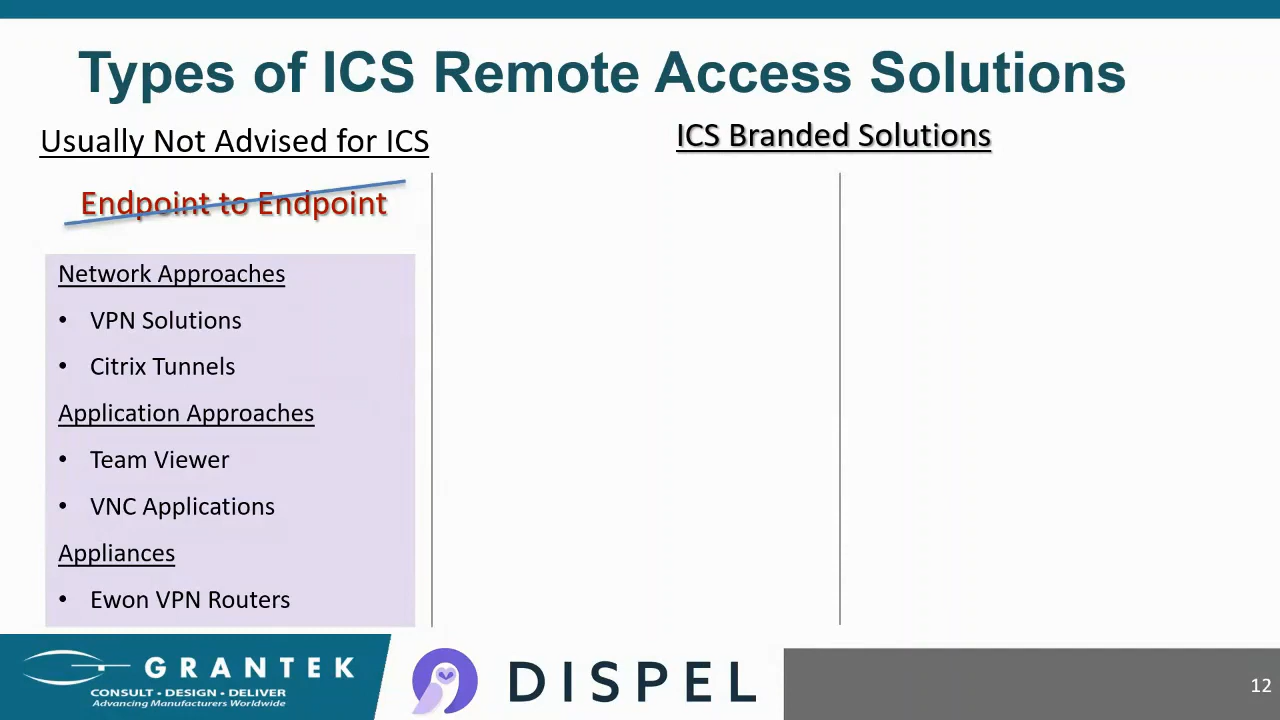 Types of ICS Remote Access Solutions
Usually Not Advised for ICS
ICS Branded Solutions
Endpoint to Endpoint
Network Approaches
• VPN Solutions
• Citrix Tunnels
Application Approaches
• Team Viewer
• VNC Applications
Appliances
• Ewon VPN Routers
GRANTEK
CONSULT • DESIGN • DELIVER
Advancing Manufacturers Worldwide
DISPEL
12